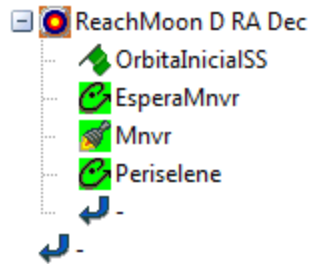 ReachMoon D RA Dec
OrbitaInicialSS
EsperaMnvr
Mnvr
Periselene
-
-